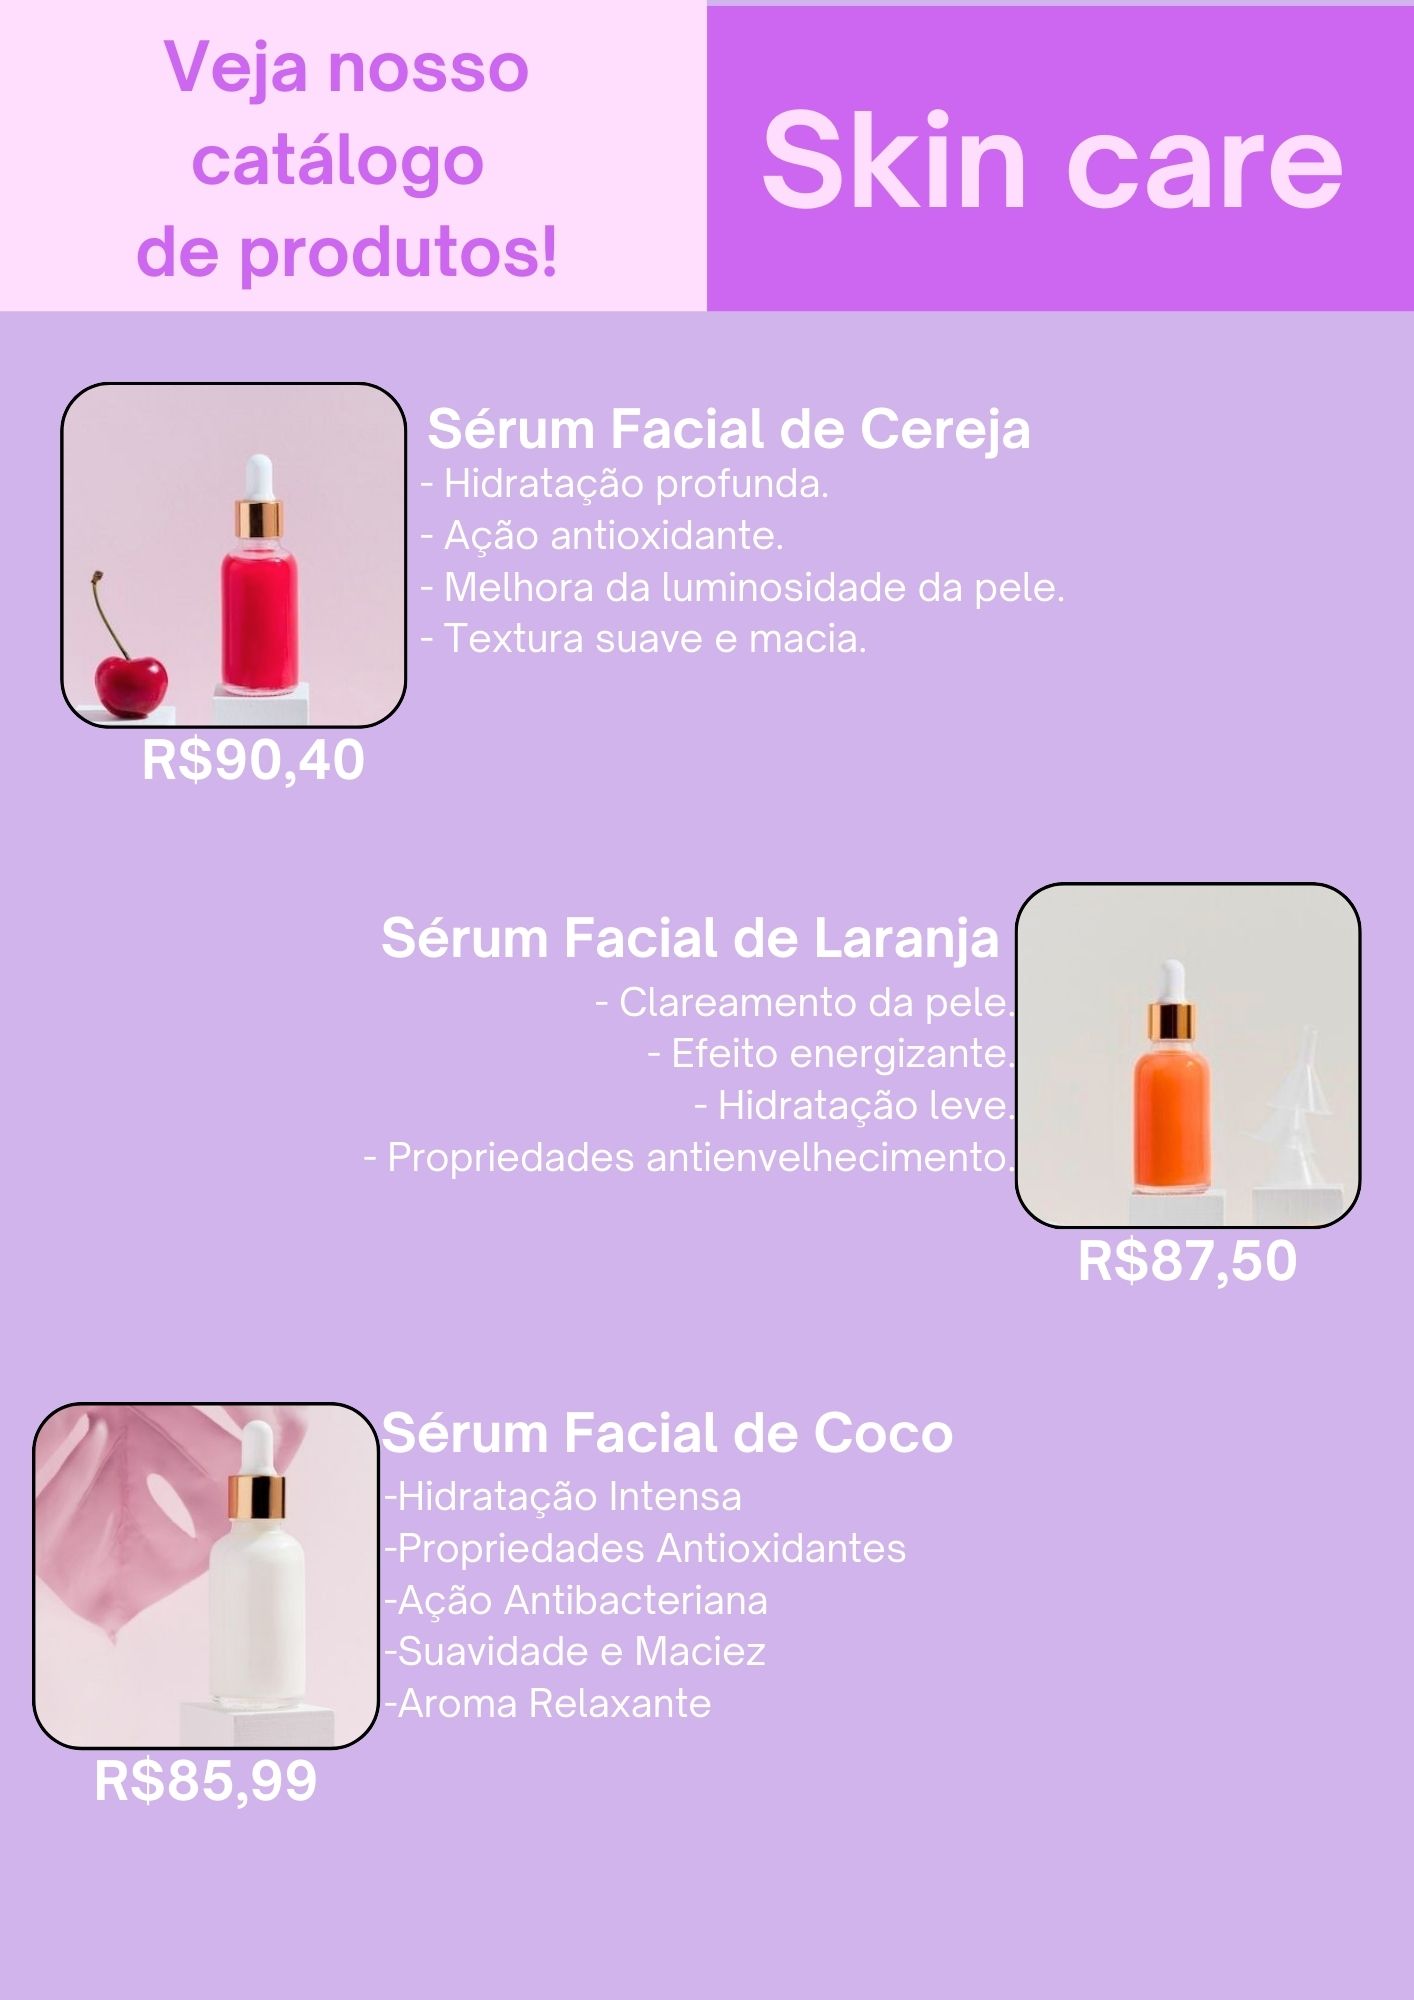 Veja nosso
catálogo
de produtos!
Skin care
Sérum Facial de Cereja
- Hidratação profunda.
- Ação antioxidante.
- Melhora da luminosidade da pele.
- Textura suave e macia.
R$90,40
Sérum Facial de Laranja
- Clareamento da pele.
- Efeito energizante.
- Hidratação leve.
- Propriedades antienvelhecimento.
R$87,50
Sérum Facial de Coco
-Hidratação Intensa
-Propriedades Antioxidantes
-Ação Antibacteriana
-Suavidade e Maciez
-Aroma Relaxante
R$85,99